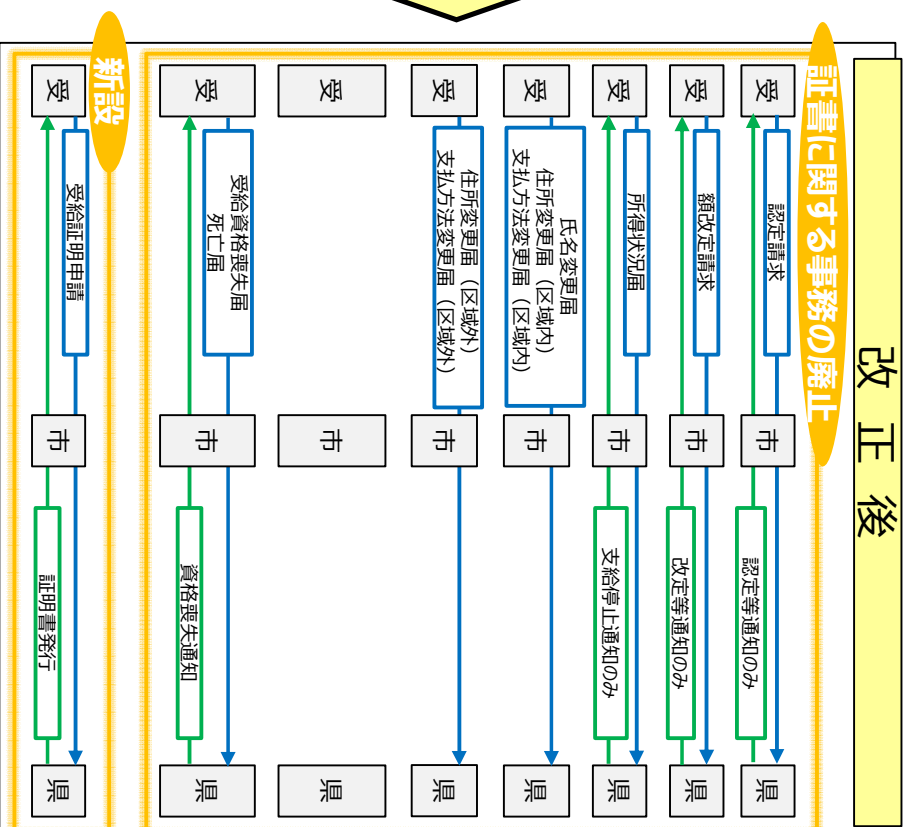 改正後
証書に関する事務の廃止
受
認定請求
市
認定等通知のみ
県
受
額改定請求
市
改定等通知のみ
県
受
所得状況届
市
支給停止通知のみ
県
受
氏名変更届
住所変更届（区域内）
支払方法変更届（区域内）
市
県
受
住所変更届（区域外）
支払方法変更届（区域外）
市
県
受
市
県
受
受給資格喪失届
死亡届
市
資格喪失通知
県
新設
受
受給証明申請
市
証明書発行
県